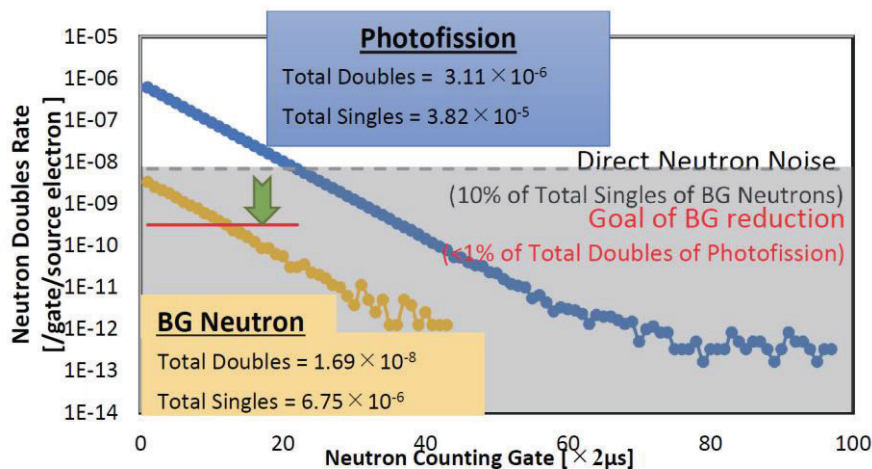 Neutron Doubles Rate
[/gate/source electron ]
1E-05
1E-06
1E-07
1E-08
1E-09
1E-10
1E-11
1E-12
1E-13
1E-14
Photofission
Total Doubles = 3.11×10⁻⁶
Total Singles = 3.82×10⁻⁵
Direct Neutron Noise
(10% of Total Singles of BG Neutrons)
Goal of BG reduction
(<1% of Total Doubles of Photofission)
BG Neutron
Total Doubles = 1.69×10⁻⁸
Total Singles = 6.75×10⁻⁶
0 20 40 60 80 100
Neutron Counting Gate [ ×2μs]